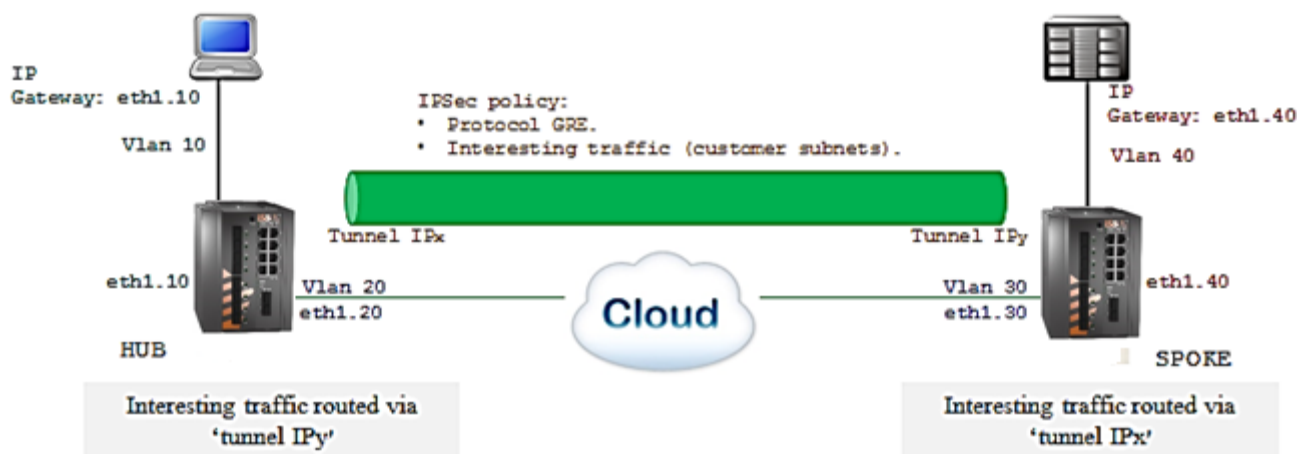 IP
Gateway: eth1.10
Vlan 10
IPSec policy:
• Protocol GRE.
• Interesting traffic (customer subnets).
IP
Gateway: eth1.40
Vlan 40
Tunnel IPx
Tunnel IPy
eth1.10
Vlan 20
eth1.20
Cloud
Vlan 30
eth1.30
eth1.40
HUB
SPOKE
Interesting traffic routed via
‘tunnel IPy’
Interesting traffic routed via
‘tunnel IPx’